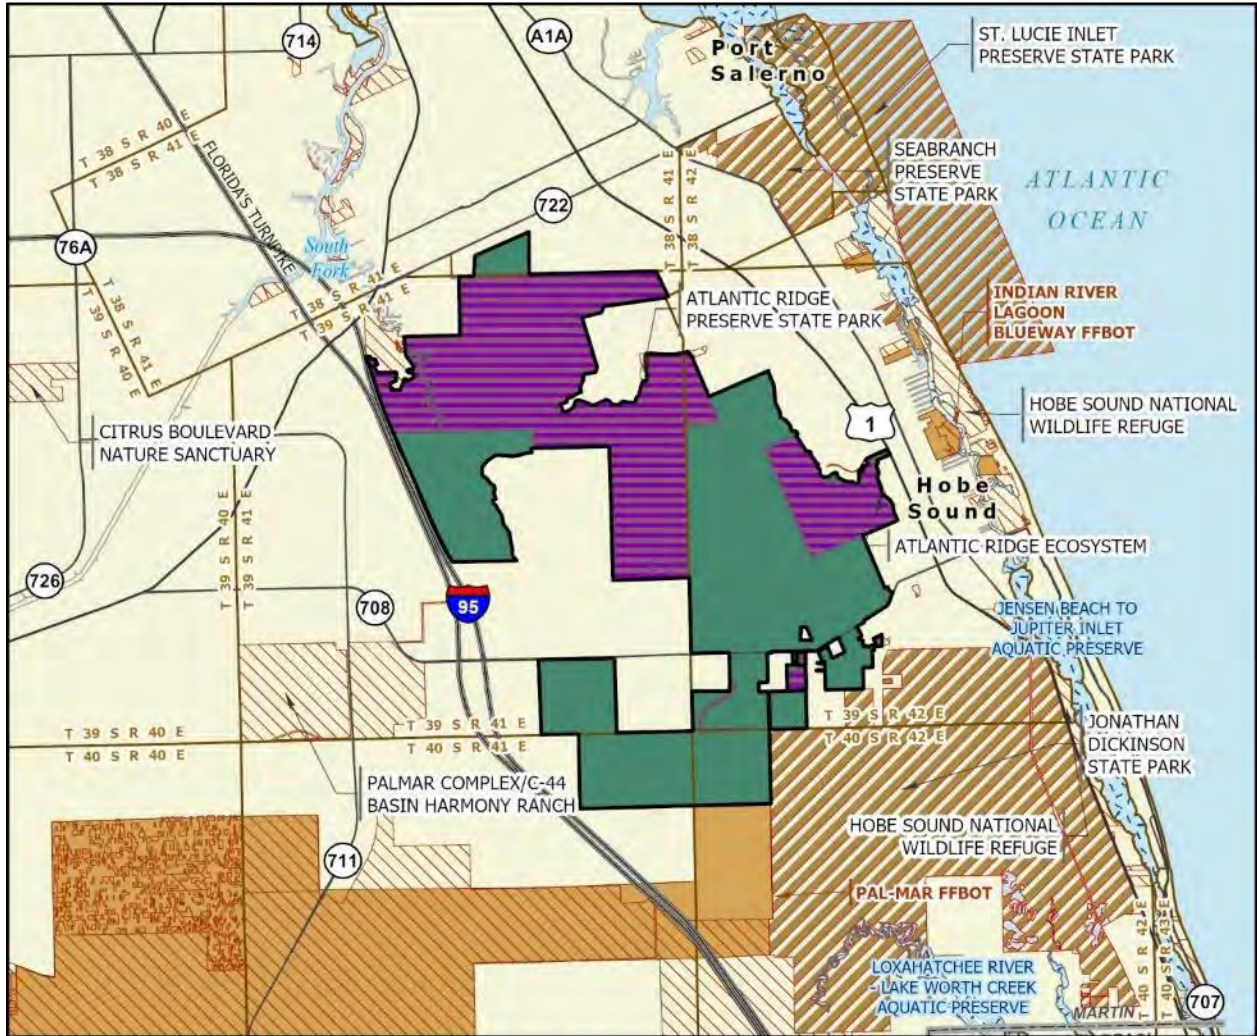 714
A1A
Port
Salerno
ST. LUCIE INLET
PRESERVE STATE PARK
T 38 S R 40 E
T 38 S R 41 E
FLORIDA'S TURNPIKE
T 38 S R 41 E
T 38 S R 42 E
SEABRANCH
PRESERVE
STATE PARK
ATLANTIC
OCEAN
722
76A
South
Fork
T 38 S R 41 E
T 39 S R 40 E
T 38 S R 41 E
T 39 S R 41 E
ATLANTIC RIDGE
PRESERVE STATE PARK
INDIAN RIVER
LAGOON
BLUEWAY FFBOT
HOBE SOUND NATIONAL
WILDLIFE REFUGE
CITRUS BOULEVARD
NATURE SANCTUARY
1
Hobe
Sound
T 39 S R 40 E
T 39 S R 41 E
T 39 S R 41 E
T 39 S R 42 E
ATLANTIC RIDGE ECOSYSTEM
726
708
95
JENSEN BEACH TO
JUPITER INLET
AQUATIC PRESERVE
T 39 S R 40 E
T 40 S R 40 E
T 39 S R 41 E
T 40 S R 41 E
T 39 S R 42 E
T 40 S R 42 E
JONATHAN
DICKINSON
STATE PARK
PALMAR COMPLEX/C-44
BASIN HARMONY RANCH
HOBE SOUND NATIONAL
WILDLIFE REFUGE
711
PAL-MAR FFBOT
LOXAHATCHEE RIVER
- LAKE WORTH CREEK
AQUATIC PRESERVE
T 40 S R 42 E
T 40 S R 43 E
707
MARTIN